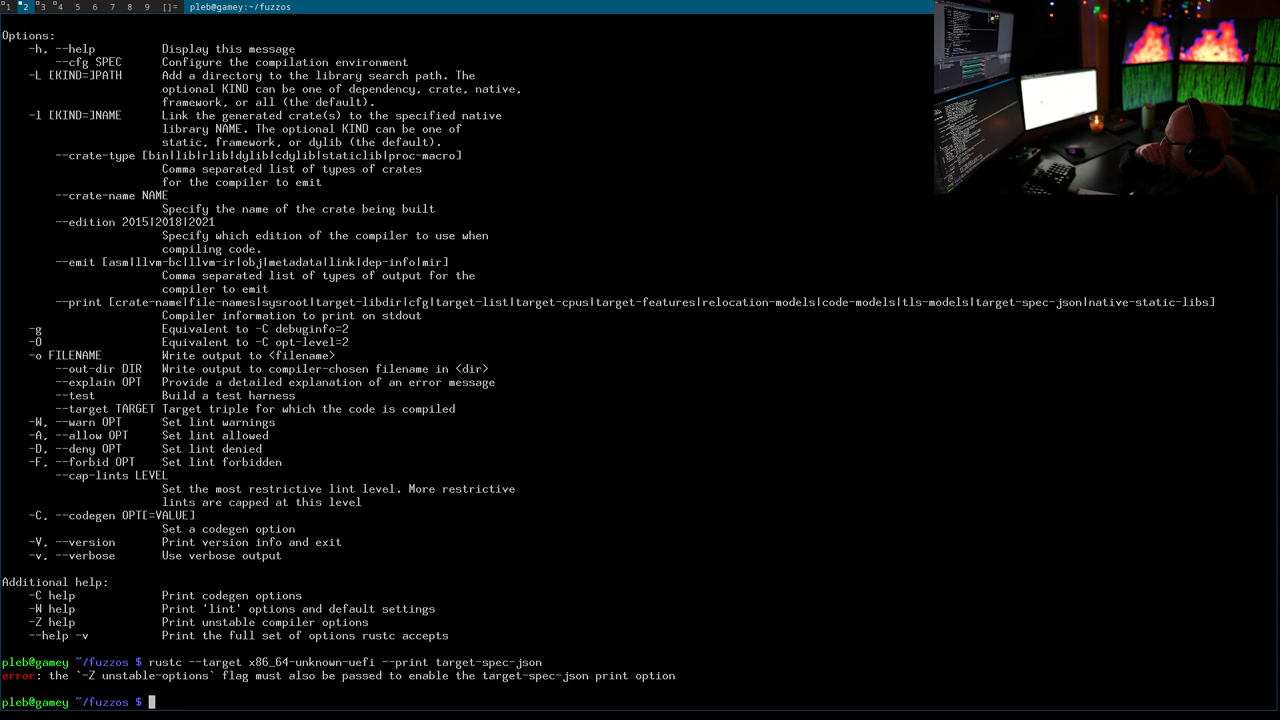 1 2 3 4 5 6 7 8 9 []= pleb@gamey:~/fuzzos
Options:
-h, --help Display this message
--cfg SPEC Configure the compilation environment
-L [KIND=]PATH Add a directory to the library search path. The
optional KIND can be one of dependency, crate, native,
framework, or all (the default).
-l [KIND=]NAME Link the generated crate(s) to the specified native
library NAME. The optional KIND can be one of
static, framework, or dylib (the default).
--crate-type [bin|lib|rlib|dylib|cdylib|staticlib|proc-macro]
Comma separated list of types of crates
for the compiler to emit
--crate-name NAME
Specify the name of the crate being built
--edition 2015|2018|2021
Specify which edition of the compiler to use when
compiling code.
--emit [asm|llvm-bc|llvm-ir|obj|metadata|link|dep-info|mir]
Comma separated list of types of output for the
compiler to emit
--print [crate-name|file-names|sysroot|target-libdir|cfg|target-list|target-cpus|target-features|relocation-models|code-models|tls-models|target-spec-json|native-static-libs]
Compiler information to print on stdout
-g Equivalent to -C debuginfo=2
-O Equivalent to -C opt-level=2
-o FILENAME Write output to <filename>
--out-dir DIR Write output to compiler-chosen filename in <dir>
--explain OPT Provide a detailed explanation of an error message
--test Build a test harness
--target TARGET Target triple for which the code is compiled
-W, --warn OPT Set lint warnings
-A, --allow OPT Set lint allowed
-D, --deny OPT Set lint denied
-F, --forbid OPT Set lint forbidden
--cap-lints LEVEL
Set the most restrictive lint level. More restrictive
lints are capped at this level
-C, --codegen OPT[=VALUE]
Set a codegen option
-V, --version Print version info and exit
-v, --verbose Use verbose output
Additional help:
-C help Print codegen options
-W help Print 'lint' options and default settings
-Z help Print unstable compiler options
--help -v Print the full set of options rustc accepts
pleb@gamey ~/fuzzos $ rustc --target x86_64-unknown-uefi --print target-spec-json
error: the `-Z unstable-options` flag must also be passed to enable the target-spec-json print option
pleb@gamey ~/fuzzos $